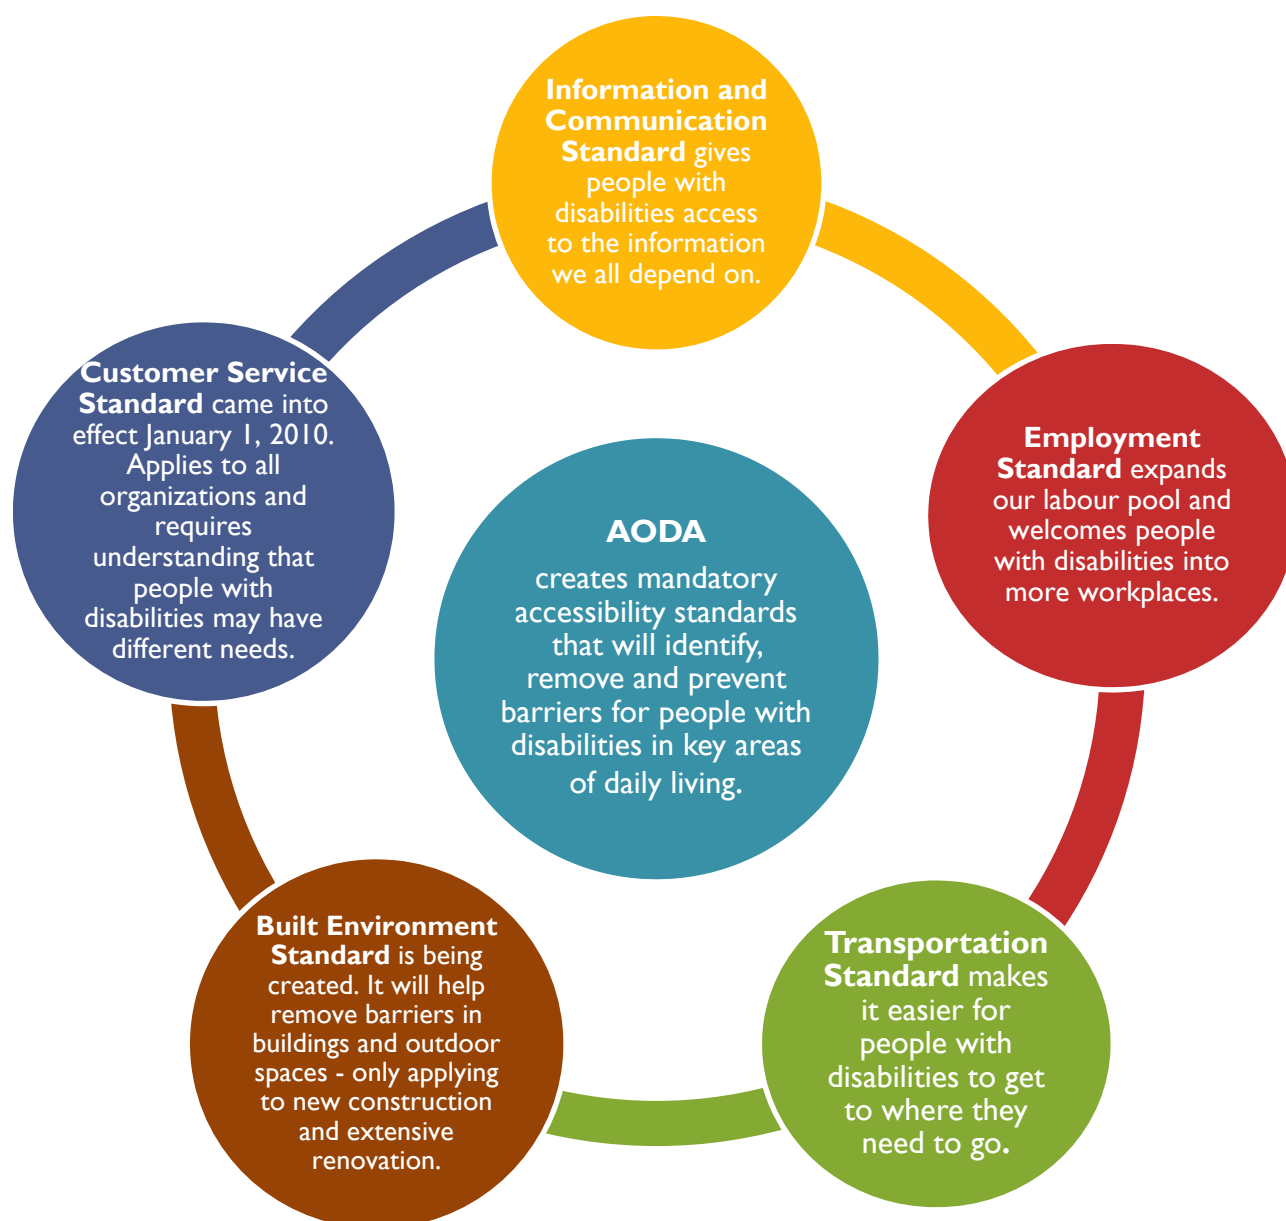 Information and
Communication
Standard gives
people with
disabilities access
to the information
we all depend on.
Employment
Standard expands
our labour pool and
welcomes people
with disabilities into
more workplaces.
Transportation
Standard makes
it easier for
people with
disabilities to get
to where they
need to go.
Built Environment
Standard is being
created. It will help
remove barriers in
buildings and outdoor
spaces - only applying
to new construction
and extensive
renovation.
Customer Service
Standard came into
effect January 1, 2010.
Applies to all
organizations and
requires
understanding that
people with
disabilities may have
different needs.
AODA
creates mandatory
accessibility standards
that will identify,
remove and prevent
barriers for people with
disabilities in key areas
of daily living.